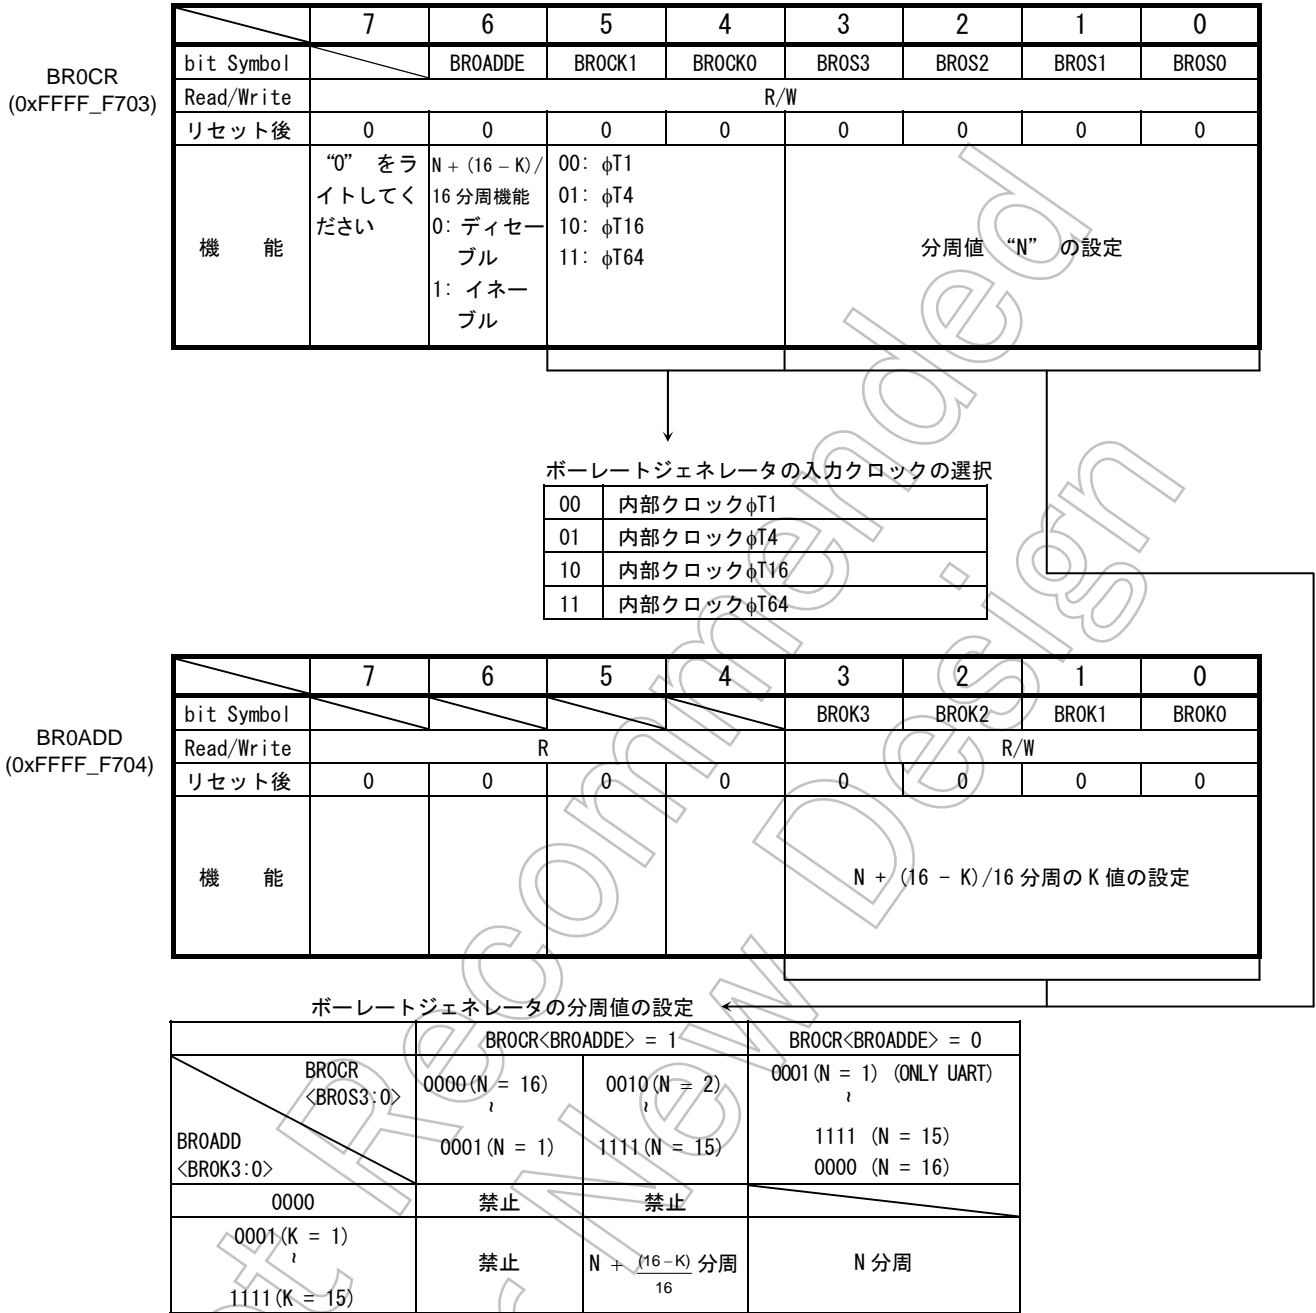 7 6 5 4 3 2 1 0
BR0CR
(0xFFFF_F703)
bit Symbol BR0ADDE BR0CK1 BR0CK0 BR0S3 BR0S2 BR0S1 BR0S0
Read/Write R/W
リセット後 0 0 0 0 0 0 0 0
機 能
“0” をラ
イトしてく
ださい
N + (16 − K)/
16 分周機能
0: ディセー
ブル
1: イネー
ブル
00: φT1
01: φT4
10: φT16
11: φT64
分周値 “N” の設定
ボーレートジェネレータの入力クロックの選択
00 内部クロックφT1
01 内部クロックφT4
10 内部クロックφT16
11 内部クロックφT64
7 6 5 4 3 2 1 0
BR0ADD
(0xFFFF_F704)
bit Symbol BR0K3 BR0K2 BR0K1 BR0K0
Read/Write R R/W
リセット後 0 0 0 0 0 0 0 0
機 能
N + (16 − K)/16 分周の K 値の設定
ボーレートジェネレータの分周値の設定
BR0CR<BR0ADDE> = 1 BR0CR<BR0ADDE> = 0
BR0CR
<BR0S3:0>
BR0ADD
<BR0K3:0>
0000(N = 16)
~
0001(N = 1)
0010(N = 2)
~
1111(N = 15)
0001(N = 1) (ONLY UART)
~
1111 (N = 15)
0000 (N = 16)
0000 禁止 禁止
0001(K = 1)
~
1111(K = 15)
禁止
N + (16−K)/16 分周
N 分周
Not Recommended
for New Design